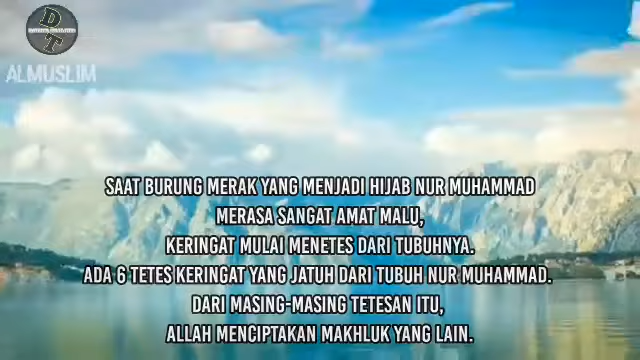 ALMUSLIM
SAAT BURUNG MERAK YANG MENJADI HIJAB NUR MUHAMMAD
MERASA SANGAT AMAT MALU,
KERINGAT MULAI MENETES DARI TUBUHNYA.
ADA 6 TETES KERINGAT YANG JATUH DARI TUBUH NUR MUHAMMAD.
DARI MASING-MASING TETESAN ITU,
ALLAH MENCIPTAKAN MAKHLUK YANG LAIN.